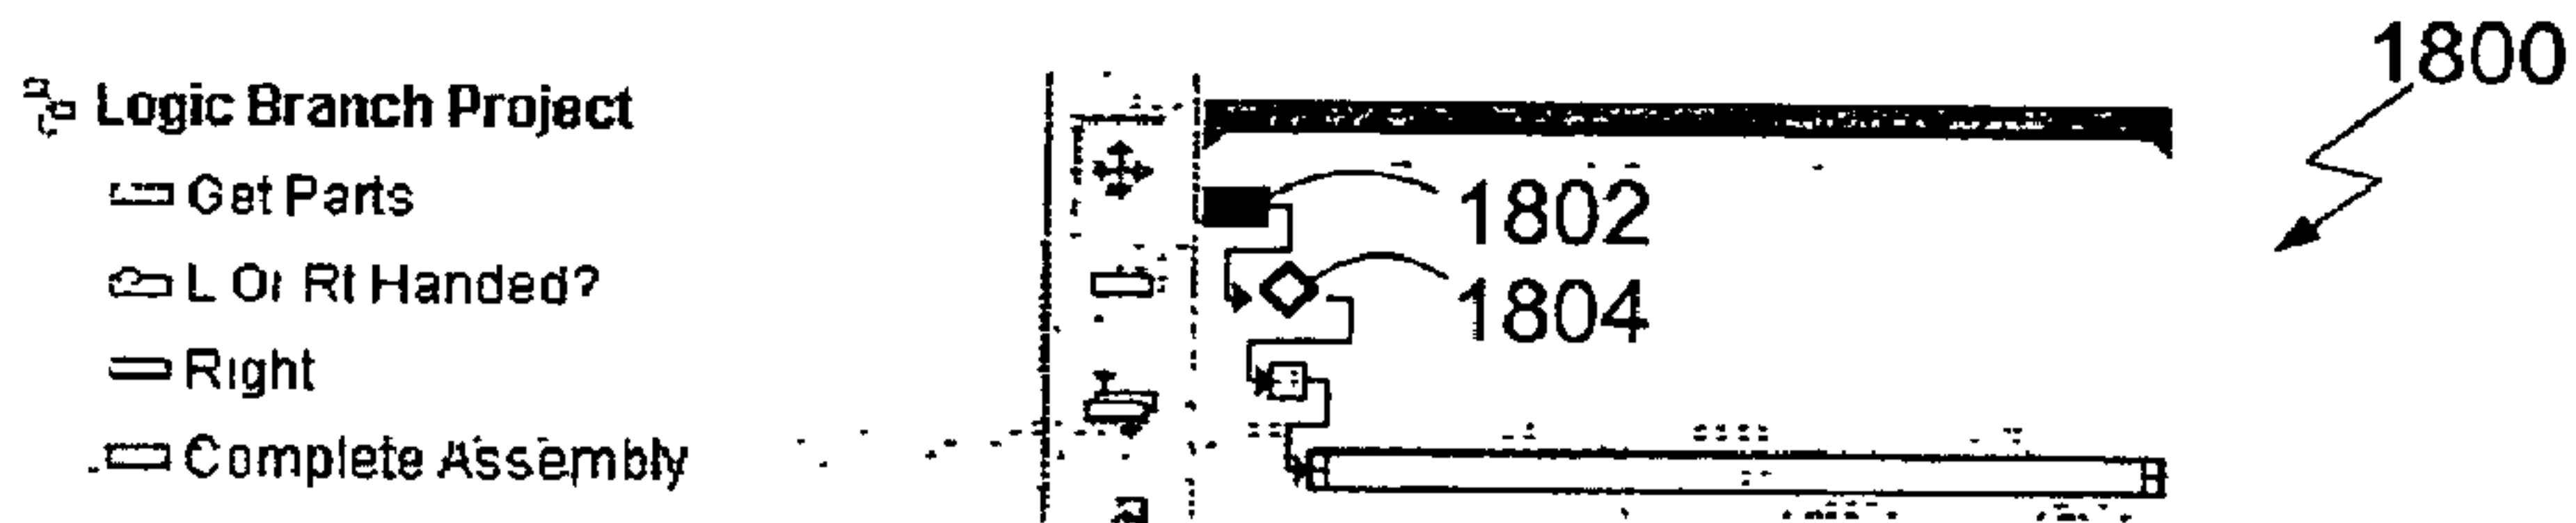 1800
Logic Branch Project
Get Parts
1802
L Or Rt Handed?
1804
Right
Complete Assembly